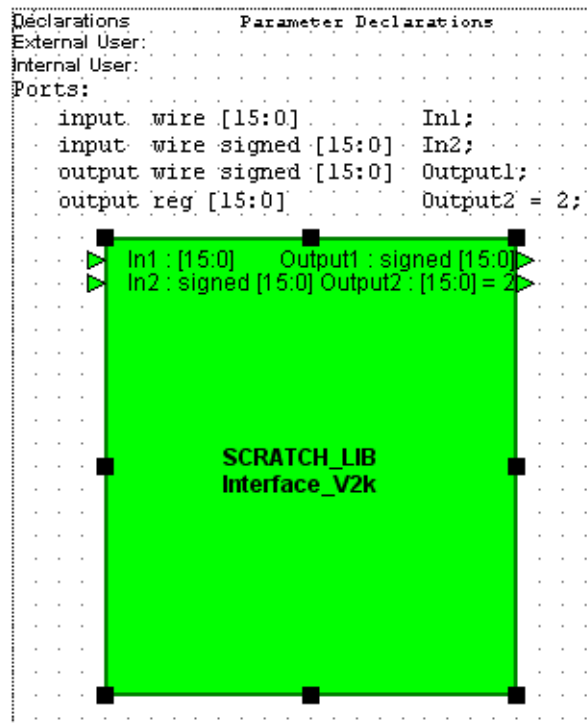 Declarations Parameter Declarations
External User:
Internal User:
Ports:
input wire [15:0] In1;
input wire signed [15:0] In2;
output wire signed [15:0] Output1;
output reg [15:0] Output2 = 2;
In1 : [15:0] Output1 : signed [15:0]
In2 : signed [15:0] Output2 : [15:0] = 2
SCRATCH_LIB
Interface_V2k